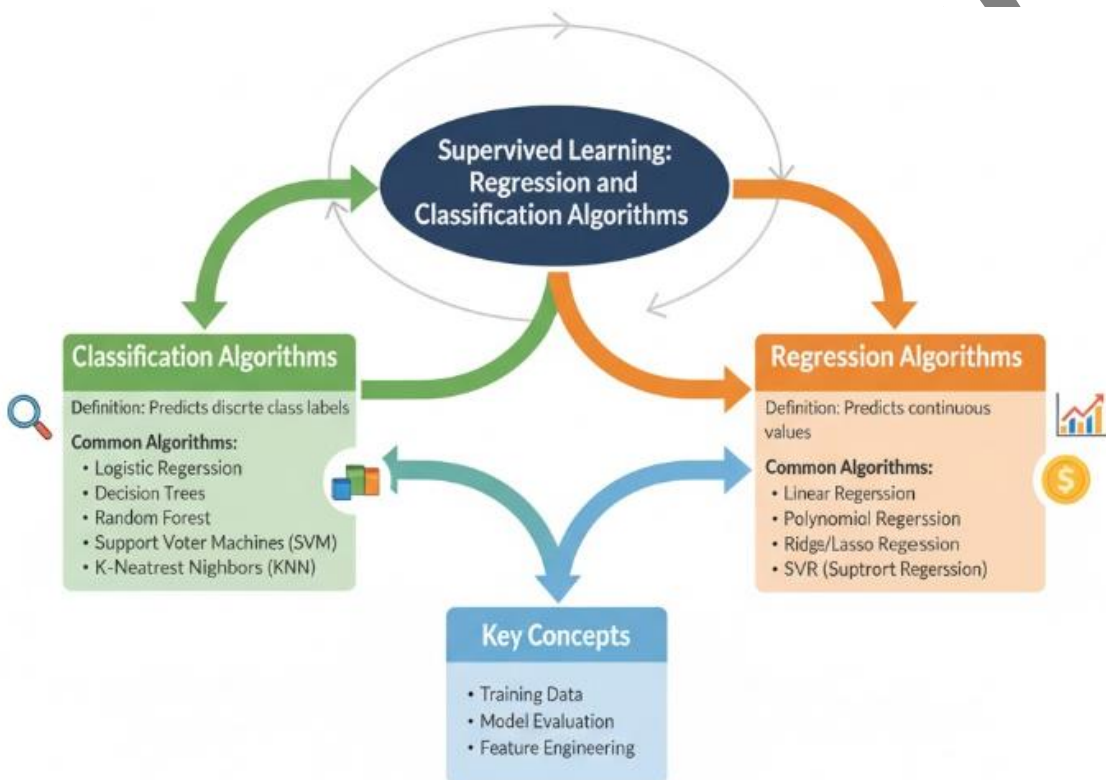 Supervived Learning:
Regression and
Classification Algorithms
Classification Algorithms
Definition: Predicts discrte class labels
Common Algorithms:
• Logistic Regerssion
• Decision Trees
• Random Forest
• Support Voter Machines (SVM)
• K-Neatrest Nighbors (KNN)
Regression Algorithms
Definition: Predicts continuous
values
Common Algorithms:
• Linear Regerssion
• Polynomial Regerssion
• Ridge/Lasso Regession
• SVR (Suptrort Regerssion)
$
Key Concepts
• Training Data
• Model Evaluation
• Feature Engineering